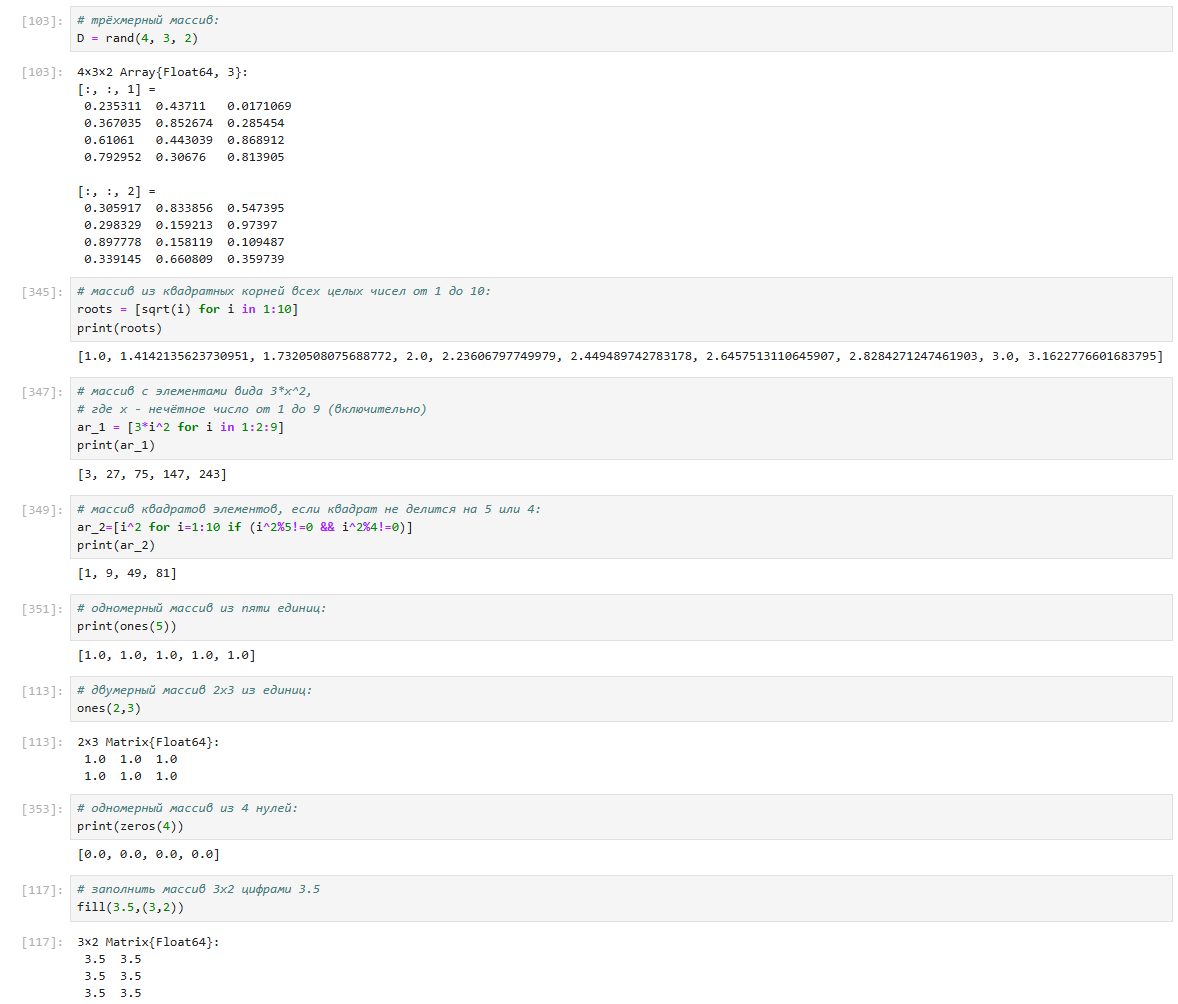 [103]: # трёхмерный массив:
D = rand(4, 3, 2)
[103]: 4×3×2 Array{Float64, 3}:
[:, :, 1] =
 0.235311  0.43711   0.0171069
 0.367035  0.852674  0.285454
 0.61061   0.443039  0.868912
 0.792952  0.30676   0.813905

[:, :, 2] =
 0.305917  0.833856  0.547395
 0.298329  0.159213  0.97397
 0.897778  0.158119  0.109487
 0.339145  0.660809  0.359739
[345]: # массив из квадратных корней всех целых чисел от 1 до 10:
roots = [sqrt(i) for i in 1:10]
print(roots)
[1.0, 1.4142135623730951, 1.7320508075688772, 2.0, 2.23606797749979, 2.449489742783178, 2.6457513110645907, 2.8284271247461903, 3.0, 3.1622776601683795]
[347]: # массив с элементами вида 3*x^2,
# где x - нечётное число от 1 до 9 (включительно)
ar_1 = [3*i^2 for i in 1:2:9]
print(ar_1)
[3, 27, 75, 147, 243]
[349]: # массив квадратов элементов, если квадрат не делится на 5 или 4:
ar_2=[i^2 for i=1:10 if (i^2%5!=0 && i^2%4!=0)]
print(ar_2)
[1, 9, 49, 81]
[351]: # одномерный массив из пяти единиц:
print(ones(5))
[1.0, 1.0, 1.0, 1.0, 1.0]
[113]: # двумерный массив 2x3 из единиц:
ones(2,3)
[113]: 2×3 Matrix{Float64}:
 1.0  1.0  1.0
 1.0  1.0  1.0
[353]: # одномерный массив из 4 нулей:
print(zeros(4))
[0.0, 0.0, 0.0, 0.0]
[117]: # заполнить массив 3x2 цифрами 3.5
fill(3.5,(3,2))
[117]: 3×2 Matrix{Float64}:
 3.5  3.5
 3.5  3.5
 3.5  3.5